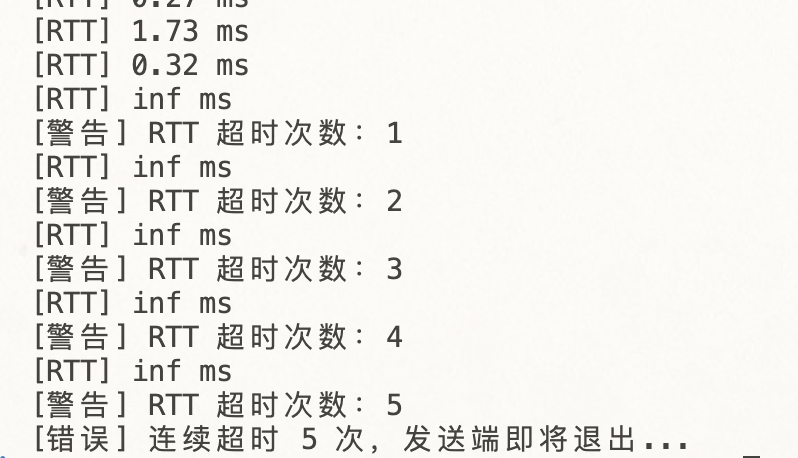 [RTT] 0.27 ms
[RTT] 1.73 ms
[RTT] 0.32 ms
[RTT] inf ms
[警告] RTT 超时次数: 1
[RTT] inf ms
[警告] RTT 超时次数: 2
[RTT] inf ms
[警告] RTT 超时次数: 3
[RTT] inf ms
[警告] RTT 超时次数: 4
[RTT] inf ms
[警告] RTT 超时次数: 5
[错误] 连续超时 5 次，发送端即将退出...